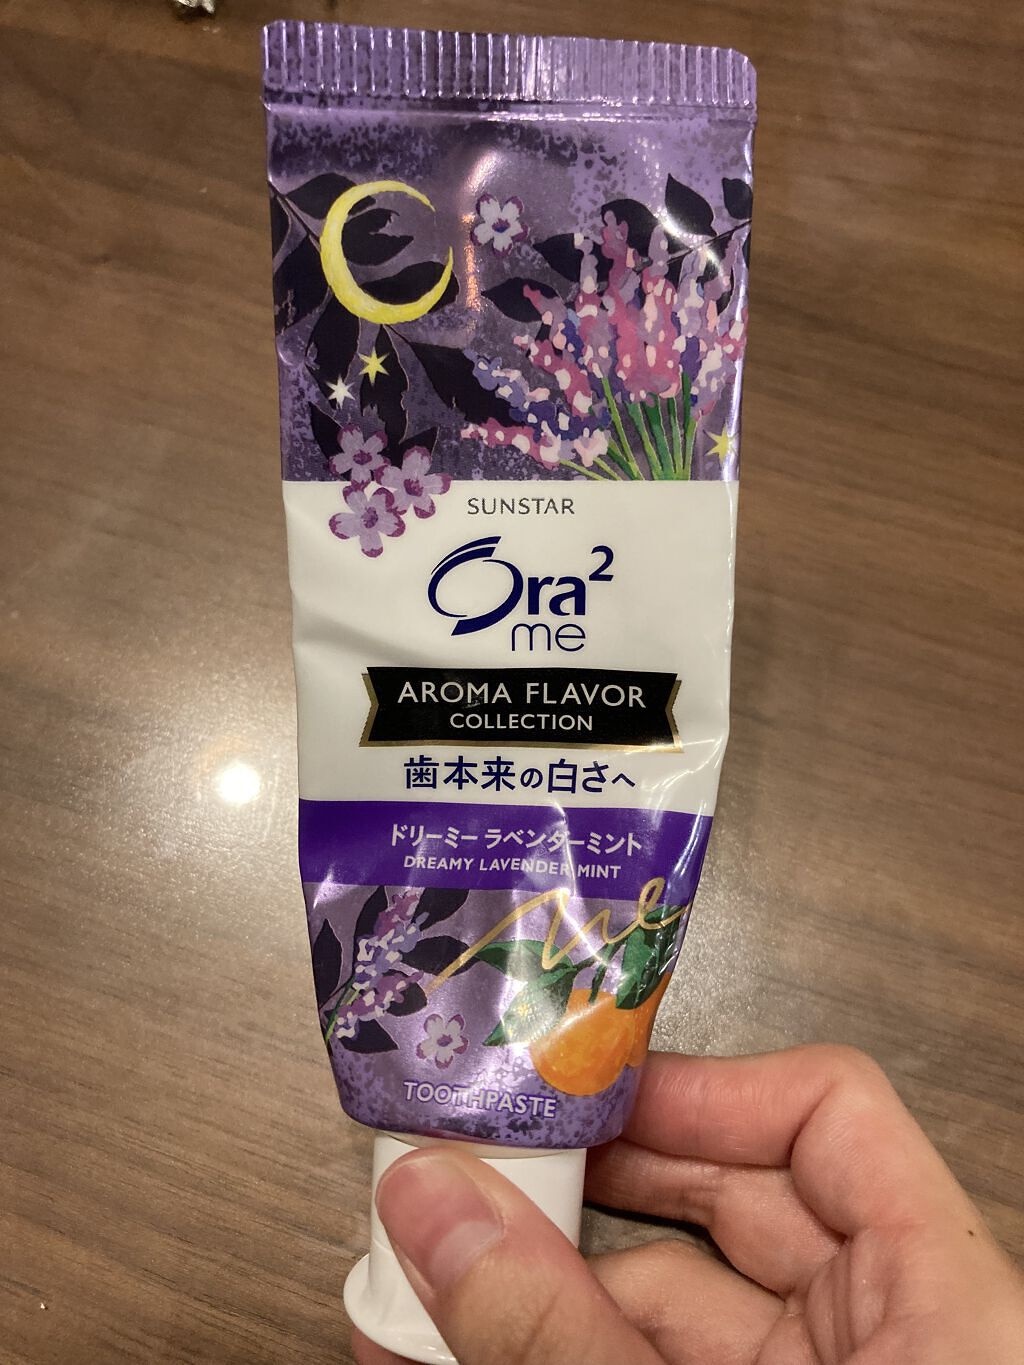 SUNSTAR
Ora²
me
AROMA FLAVOR
COLLECTION
歯本来の白さへ
ドリーミー ラベンダーミント
DREAMY LAVENDER MINT
me
TOOTHPASTE